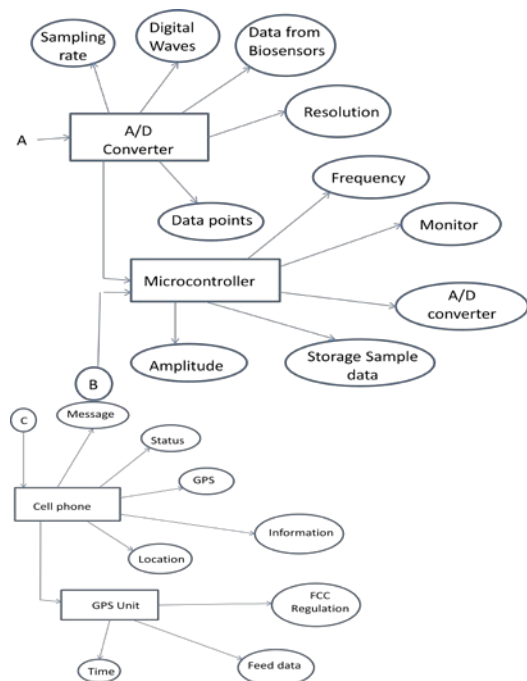 Sampling
rate
Digital
Waves
Data from
Biosensors
Resolution
A
A/D
Converter
Frequency
Data points
Monitor
Microcontroller
A/D
converter
Amplitude
Storage Sample
data
B
Message
C
Status
GPS
Cell phone
Information
Location
FCC
Regulation
GPS Unit
Time
Feed data